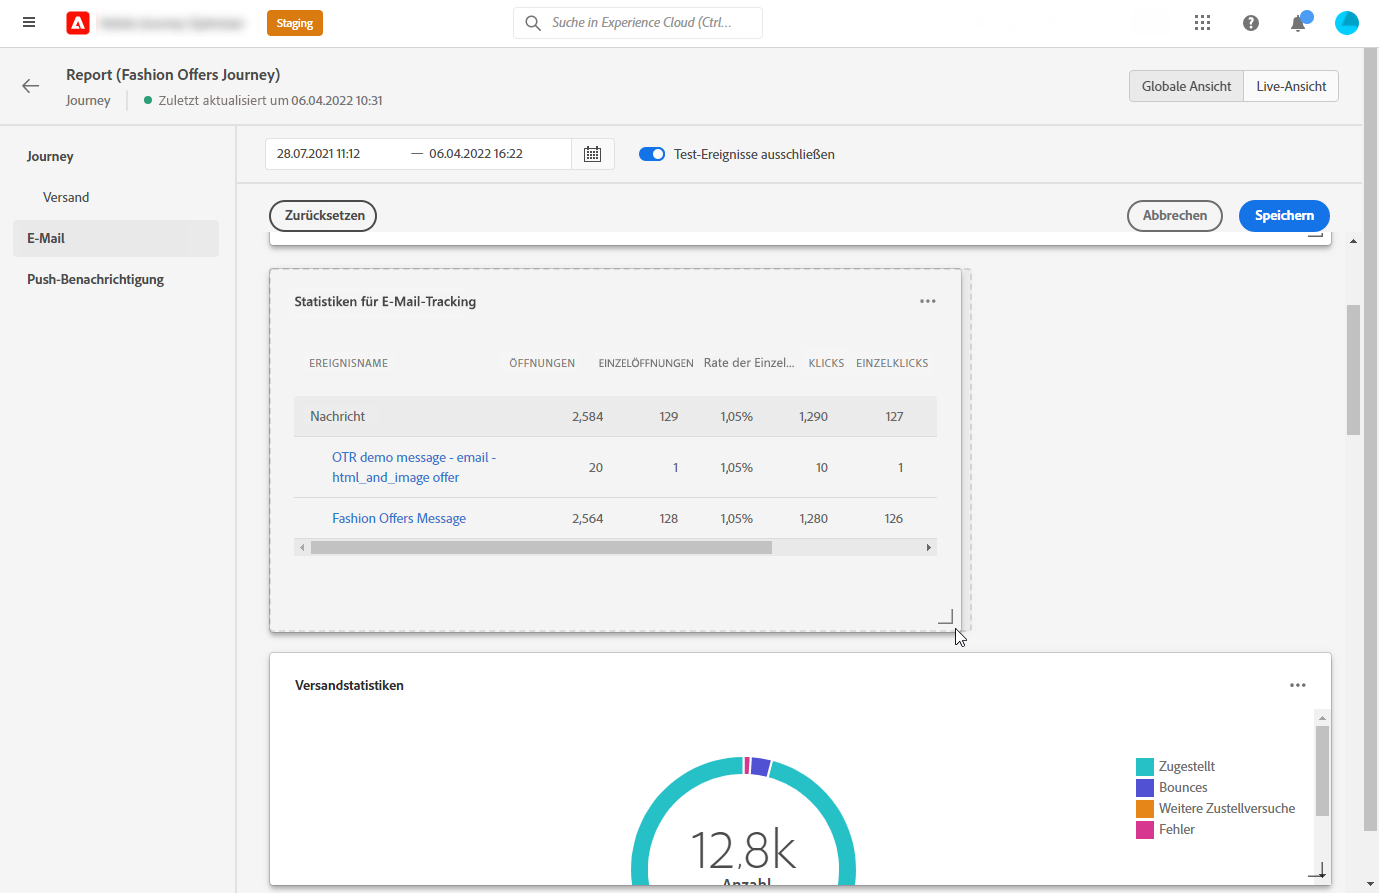 Staging
Suche in Experience Cloud (Ctrl...
Report (Fashion Offers Journey)
Journey
Zuletzt aktualisiert um 06.04.2022 10:31
Globale Ansicht
Live-Ansicht
Journey
Versand
E-Mail
Push-Benachrichtigung
28.07.2021 11:12 — 06.04.2022 16:22
Test-Ereignisse ausschließen
Zurücksetzen
Abbrechen
Speichern
Statistiken für E-Mail-Tracking
EREIGNISNAME ÖFFNUNGEN EINZELÖFFNUNGEN Rate der Einzel... KLICKS EINZELKLICKS
Nachricht 2,584 129 1,05% 1,290 127
OTR demo message - email -
html_and_image offer 20 1 1,05% 10 1
Fashion Offers Message 2,564 128 1,05% 1,280 126
Versandstatistiken
Zugestellt
Bounces
Weitere Zustellversuche
Fehler
12,8k
Anzahl